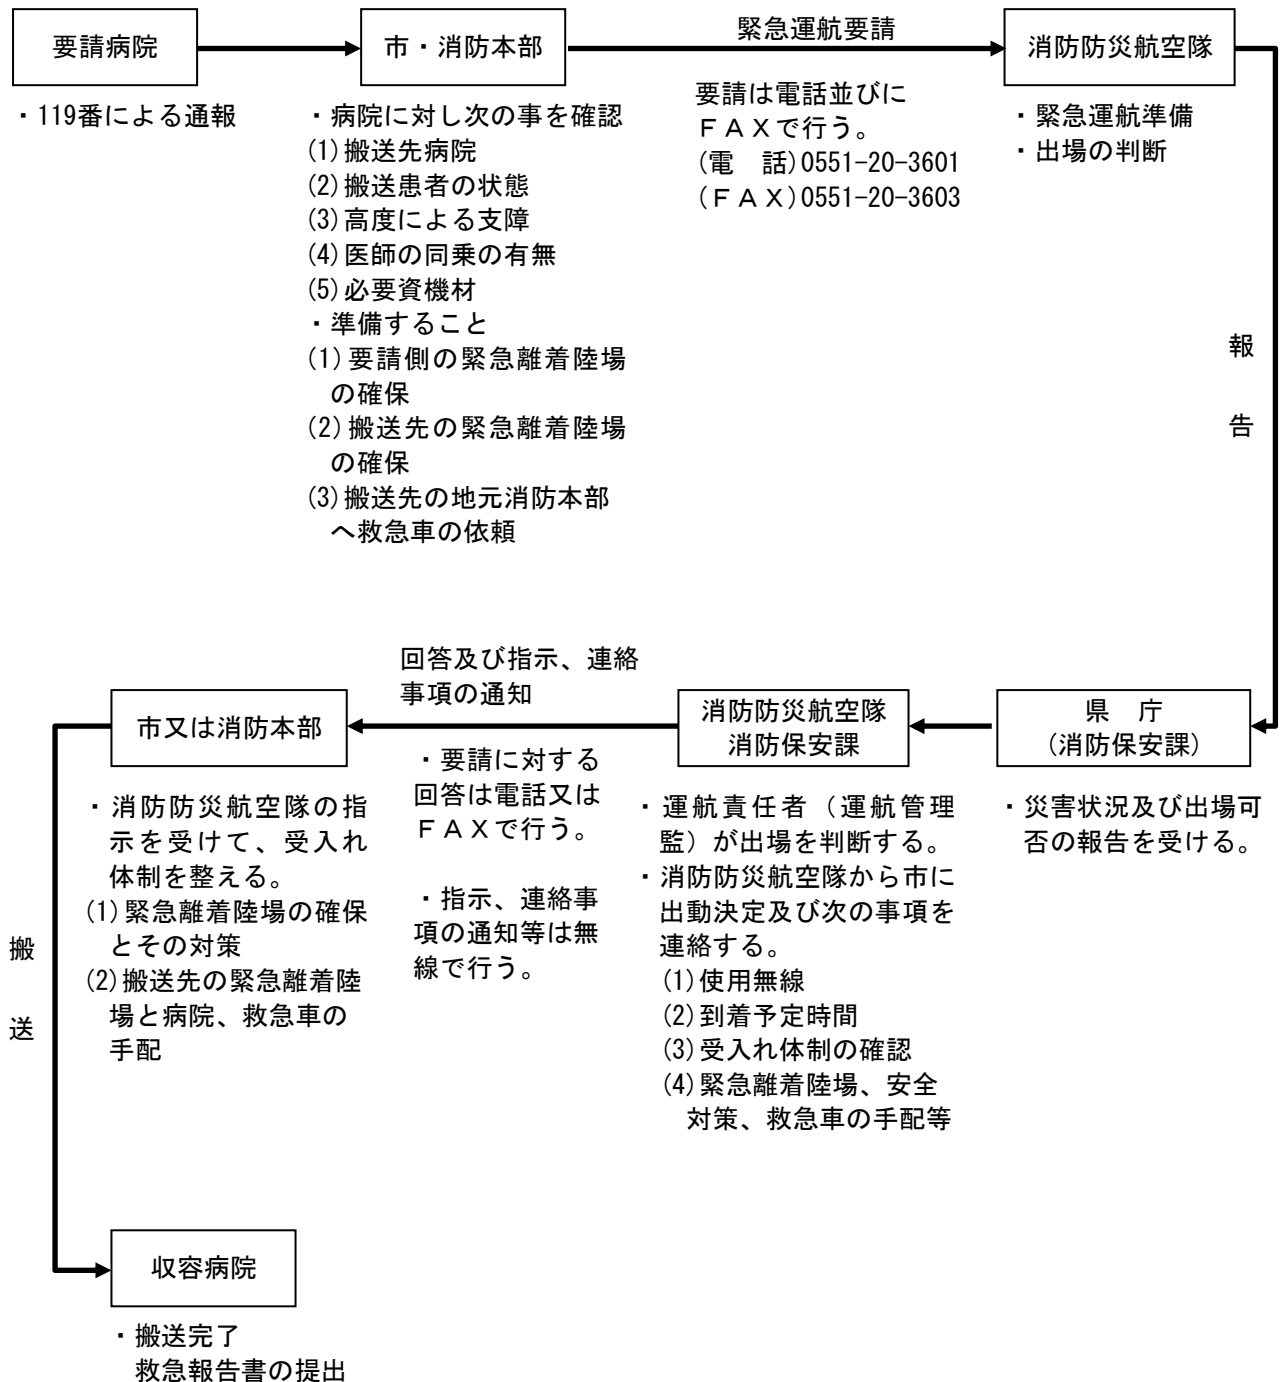 要請病院
・119番による通報
市・消防本部
・病院に対し次の事を確認
(1)搬送先病院
(2)搬送患者の状態
(3)高度による支障
(4)医師の同乗の有無
(5)必要資機材
・準備すること
(1)要請側の緊急離着陸場
の確保
(2)搬送先の緊急離着陸場
の確保
(3)搬送先の地元消防本部
へ救急車の依頼
緊急運航要請
要請は電話並びに
ＦＡＸで行う。
(電　話)0551-20-3601
(ＦＡＸ)0551-20-3603
消防防災航空隊
・緊急運航準備
・出場の判断
報
告
県　庁
(消防保安課)
・災害状況及び出場可
否の報告を受ける。
消防防災航空隊
消防保安課
・運航責任者（運航管理
監）が出場を判断する。
・消防防災航空隊から市に
出動決定及び次の事項を
連絡する。
(1)使用無線
(2)到着予定時間
(3)受入れ体制の確認
(4)緊急離着陸場、安全
対策、救急車の手配等
回答及び指示、連絡
事項の通知
・要請に対する
回答は電話又は
ＦＡＸで行う。
・指示、連絡事
項の通知等は無
線で行う。
市又は消防本部
・消防防災航空隊の指
示を受けて、受入れ
体制を整える。
(1)緊急離着陸場の確保
とその対策
(2)搬送先の緊急離着陸
場と病院、救急車の
手配
搬
送
収容病院
・搬送完了
救急報告書の提出